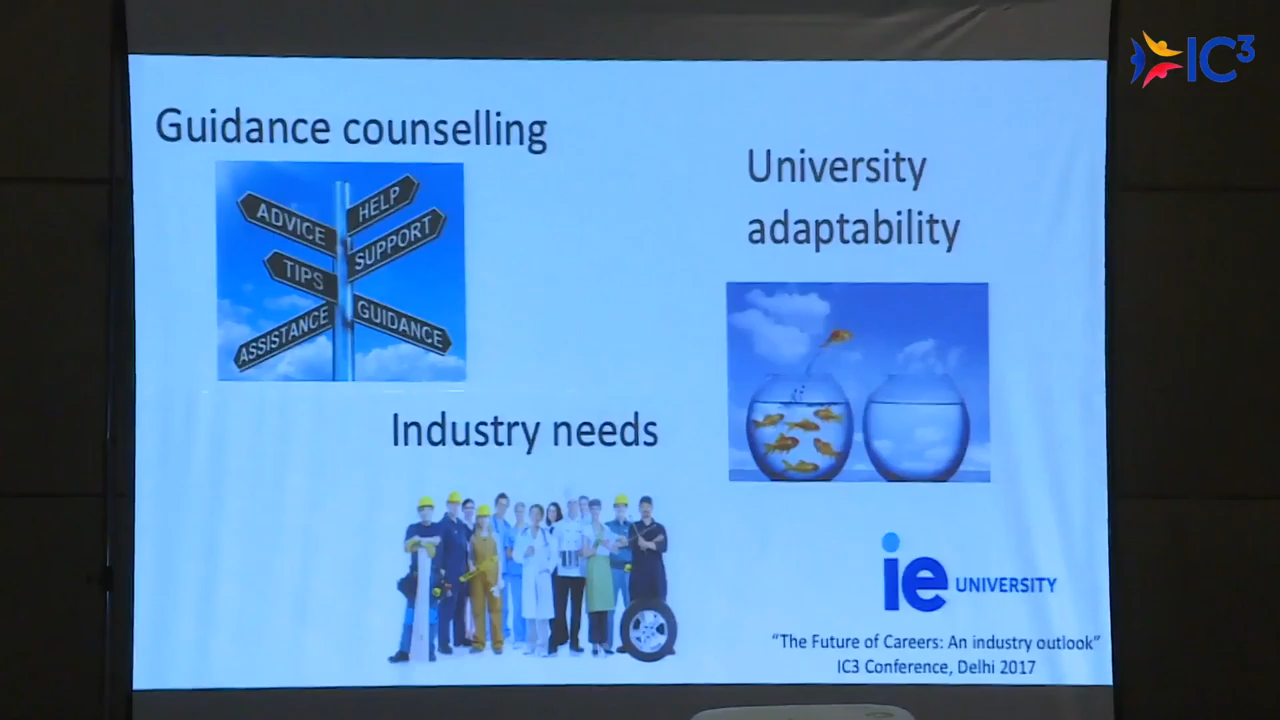 IC³
Guidance counselling
University
adaptability
ADVICE
HELP
SUPPORT
TIPS
ASSISTANCE
GUIDANCE
Industry needs
ie UNIVERSITY
“The Future of Careers: An industry outlook”
IC3 Conference, Delhi 2017